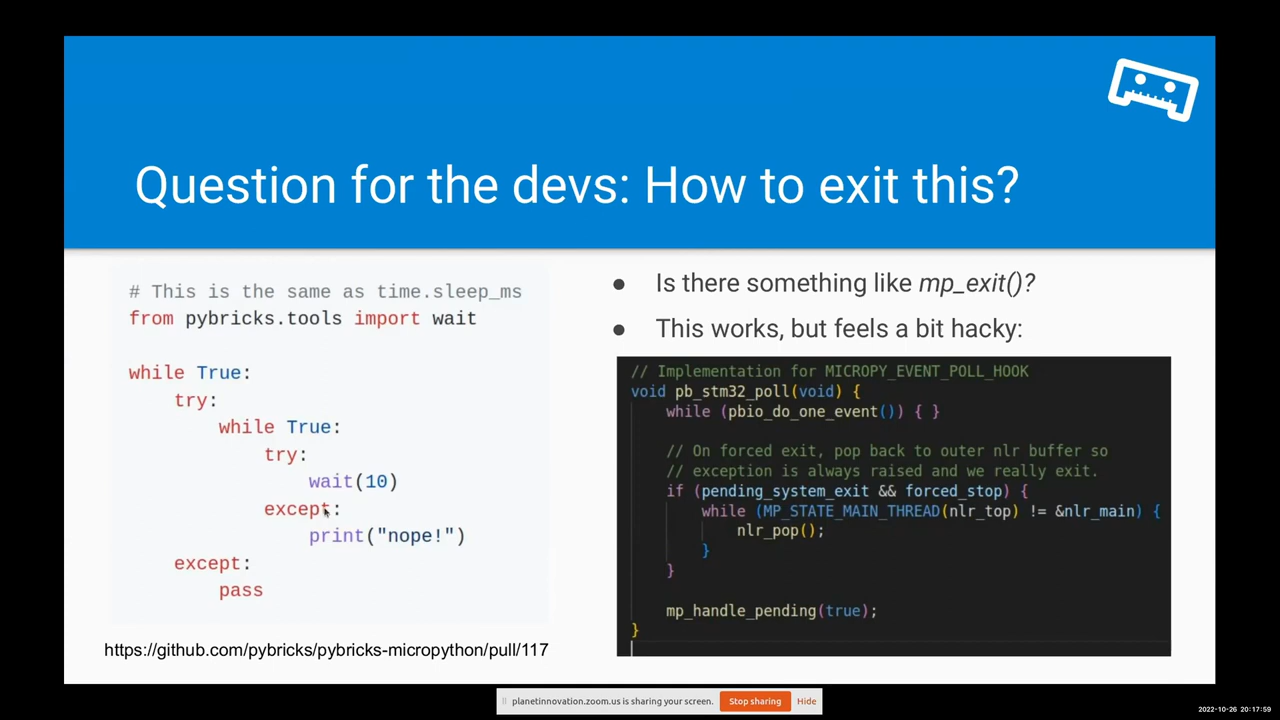 Question for the devs: How to exit this?
# This is the same as time.sleep_ms
from pybricks.tools import wait
while True:
try:
while True:
try:
wait(10)
except:
print("nope!")
except:
pass
https://github.com/pybricks/pybricks-micropython/pull/117
● Is there something like mp_exit()?
● This works, but feels a bit hacky:
// Implementation for MICROPY_EVENT_POLL_HOOK
void pb_stm32_poll(void) {
while (pbio_do_one_event()) { }
// On forced exit, pop back to outer nlr buffer so
// exception is always raised and we really exit.
if (pending_system_exit && forced_stop) {
while (MP_STATE_MAIN_THREAD(nlr_top) != &nlr_main) {
nlr_pop();
}
}
mp_handle_pending(true);
}
planetinnovation.zoom.us is sharing your screen.
Stop sharing
Hide
2022-10-26 20:17:59